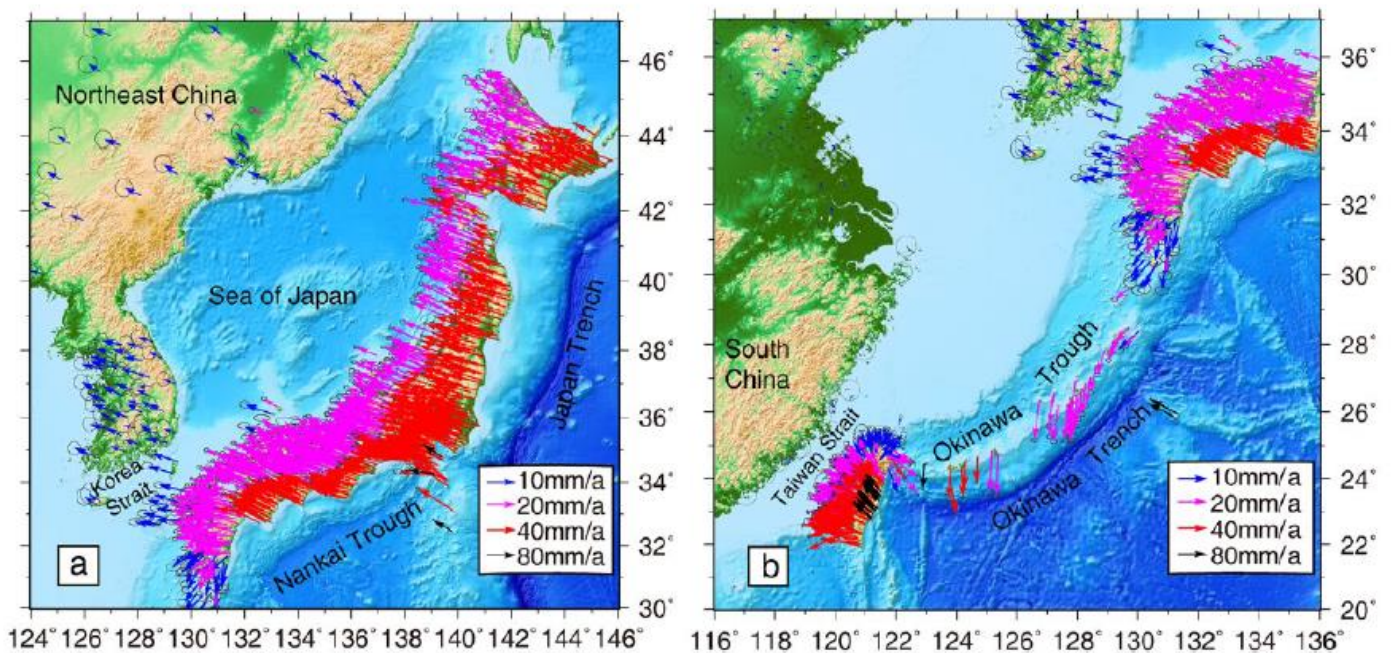 Northeast China
Sea of Japan
Japan Trench
Korea
Strait
Nankai Trough
a
10mm/a
20mm/a
40mm/a
80mm/a
46°
44°
42°
40°
38°
36°
34°
32°
30°
124° 126° 128° 130° 132° 134° 136° 138° 140° 142° 144° 146°
South
China
Taiwan Strait
Okinawa
Trough
Okinawa
Trench
b
10mm/a
20mm/a
40mm/a
80mm/a
36°
34°
32°
30°
28°
26°
24°
22°
20°
116° 118° 120° 122° 124° 126° 128° 130° 132° 134° 136°